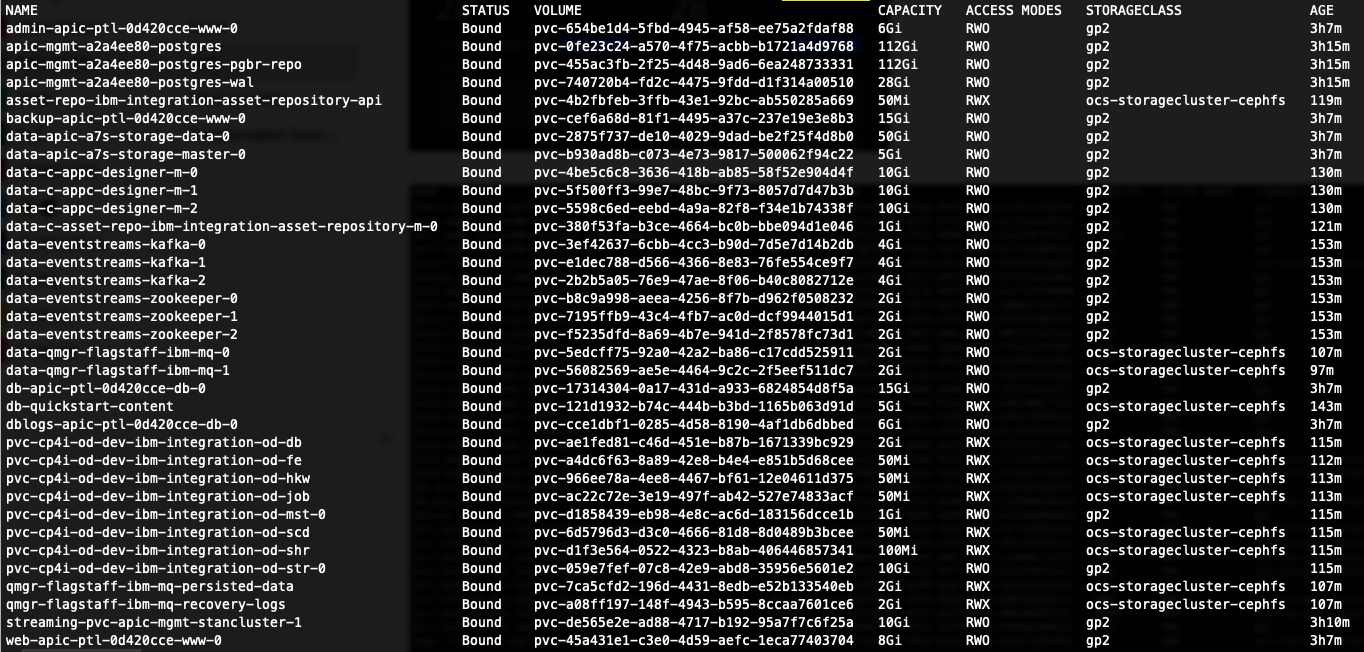 NAME STATUS VOLUME CAPACITY ACCESS MODES STORAGECLASS AGE
admin-apic-ptl-0d420cce-www-0 Bound pvc-654be1d4-5fbd-4945-af58-ee75a2fdaf88 6Gi RWO gp2 3h7m
apic-mgmt-a2a4ee80-postgres Bound pvc-0fe23c24-a570-4f75-acbb-b1721a4d9768 112Gi RWO gp2 3h15m
apic-mgmt-a2a4ee80-postgres-pgbr-repo Bound pvc-455ac3fb-2f25-4d48-9ad6-6ea248733331 112Gi RWO gp2 3h15m
apic-mgmt-a2a4ee80-postgres-wal Bound pvc-740720b4-fd2c-4475-9fdd-d1f314a00510 28Gi RWO gp2 3h15m
asset-repo-ibm-integration-asset-repository-api Bound pvc-4b2fbfeb-3ffb-43e1-92bc-ab550285a669 50Mi RWX ocs-storagecluster-cephfs 119m
backup-apic-ptl-0d420cce-www-0 Bound pvc-cef6a68d-81f1-4495-a37c-237e19e3e8b3 15Gi RWO gp2 3h7m
data-apic-a7s-storage-data-0 Bound pvc-2875f737-de10-4029-9dad-be2f25f4d8b0 50Gi RWO gp2 3h7m
data-apic-a7s-storage-master-0 Bound pvc-b930ad8b-c073-4e73-9817-500062f94c22 5Gi RWO gp2 3h7m
data-c-appc-designer-m-0 Bound pvc-4be5c6c8-3636-418b-ab85-58f52e904d4f 10Gi RWO gp2 130m
data-c-appc-designer-m-1 Bound pvc-5f500ff3-99e7-48bc-9f73-8057d7d47b3b 10Gi RWO gp2 130m
data-c-appc-designer-m-2 Bound pvc-5598c6ed-eebd-4a9a-82f8-f34e1b74338f 10Gi RWO gp2 130m
data-c-asset-repo-ibm-integration-asset-repository-m-0 Bound pvc-380f53fa-b3ce-4664-bc0b-bbe094d1e046 1Gi RWO gp2 121m
data-eventstreams-kafka-0 Bound pvc-3ef42637-6cbb-4cc3-b90d-7d5e7d14b2db 4Gi RWO gp2 153m
data-eventstreams-kafka-1 Bound pvc-e1dec788-d566-4366-8e83-76fe554ce9f7 4Gi RWO gp2 153m
data-eventstreams-kafka-2 Bound pvc-2b2b5a05-76e9-47ae-8f06-b40c8082712e 4Gi RWO gp2 153m
data-eventstreams-zookeeper-0 Bound pvc-b8c9a998-aeea-4256-8f7b-d962f0508232 2Gi RWO gp2 153m
data-eventstreams-zookeeper-1 Bound pvc-7195ffb9-43c4-4fb7-ac0d-dcf9944015d1 2Gi RWO gp2 153m
data-eventstreams-zookeeper-2 Bound pvc-f5235dfd-8a69-4b7e-941d-2f8578fc73d1 2Gi RWO gp2 153m
data-qmgr-flagstaff-ibm-mq-0 Bound pvc-5edcff75-92a0-42a2-ba86-c17cdd525911 2Gi RWO ocs-storagecluster-cephfs 107m
data-qmgr-flagstaff-ibm-mq-1 Bound pvc-56082569-ae5e-4464-9c2c-2f5eef511dc7 2Gi RWO ocs-storagecluster-cephfs 97m
db-apic-ptl-0d420cce-db-0 Bound pvc-17314304-0a17-431d-a933-6824854d8f5a 15Gi RWO gp2 3h7m
db-quickstart-content Bound pvc-121d1932-b74c-444b-b3bd-1165b063d91d 5Gi RWX ocs-storagecluster-cephfs 143m
dblogs-apic-ptl-0d420cce-db-0 Bound pvc-cce1dbf1-0285-4d58-8190-4af1db6dbbed 6Gi RWO gp2 3h7m
pvc-cp4i-od-dev-ibm-integration-od-db Bound pvc-ae1fed81-c46d-451e-b87b-1671339bc929 2Gi RWX ocs-storagecluster-cephfs 115m
pvc-cp4i-od-dev-ibm-integration-od-fe Bound pvc-a4dc6f63-8a89-42e8-b4e4-e851b5d68cee 50Mi RWX ocs-storagecluster-cephfs 112m
pvc-cp4i-od-dev-ibm-integration-od-hkw Bound pvc-966ee78a-4ee8-4467-bf61-12e04611d375 50Mi RWX ocs-storagecluster-cephfs 113m
pvc-cp4i-od-dev-ibm-integration-od-job Bound pvc-ac22c72e-3e19-497f-ab42-527e74833acf 50Mi RWX ocs-storagecluster-cephfs 113m
pvc-cp4i-od-dev-ibm-integration-od-mst-0 Bound pvc-d1858439-eb98-4e8c-ac6d-183156dcce1b 1Gi RWO gp2 115m
pvc-cp4i-od-dev-ibm-integration-od-scd Bound pvc-6d5796d3-d3c0-4666-81d8-8d0489b3bcee 50Mi RWX ocs-storagecluster-cephfs 115m
pvc-cp4i-od-dev-ibm-integration-od-shr Bound pvc-d1f3e564-0522-4323-b8ab-406446857341 100Mi RWX ocs-storagecluster-cephfs 115m
pvc-cp4i-od-dev-ibm-integration-od-str-0 Bound pvc-059e7fef-07c8-42e9-abd8-35956e5601e2 10Gi RWO gp2 115m
qmgr-flagstaff-ibm-mq-persisted-data Bound pvc-7ca5cfd2-196d-4431-8edb-e52b133540eb 2Gi RWX ocs-storagecluster-cephfs 107m
qmgr-flagstaff-ibm-mq-recovery-logs Bound pvc-a08ff197-148f-4943-b595-8ccaa7601ce6 2Gi RWX ocs-storagecluster-cephfs 107m
streaming-pvc-apic-mgmt-stancluster-1 Bound pvc-de565e2e-ad88-4717-b192-95a7f7c6f25a 10Gi RWO gp2 3h10m
web-apic-ptl-0d420cce-www-0 Bound pvc-45a431e1-c3e0-4d59-aefc-1eca77403704 8Gi RWO gp2 3h7m